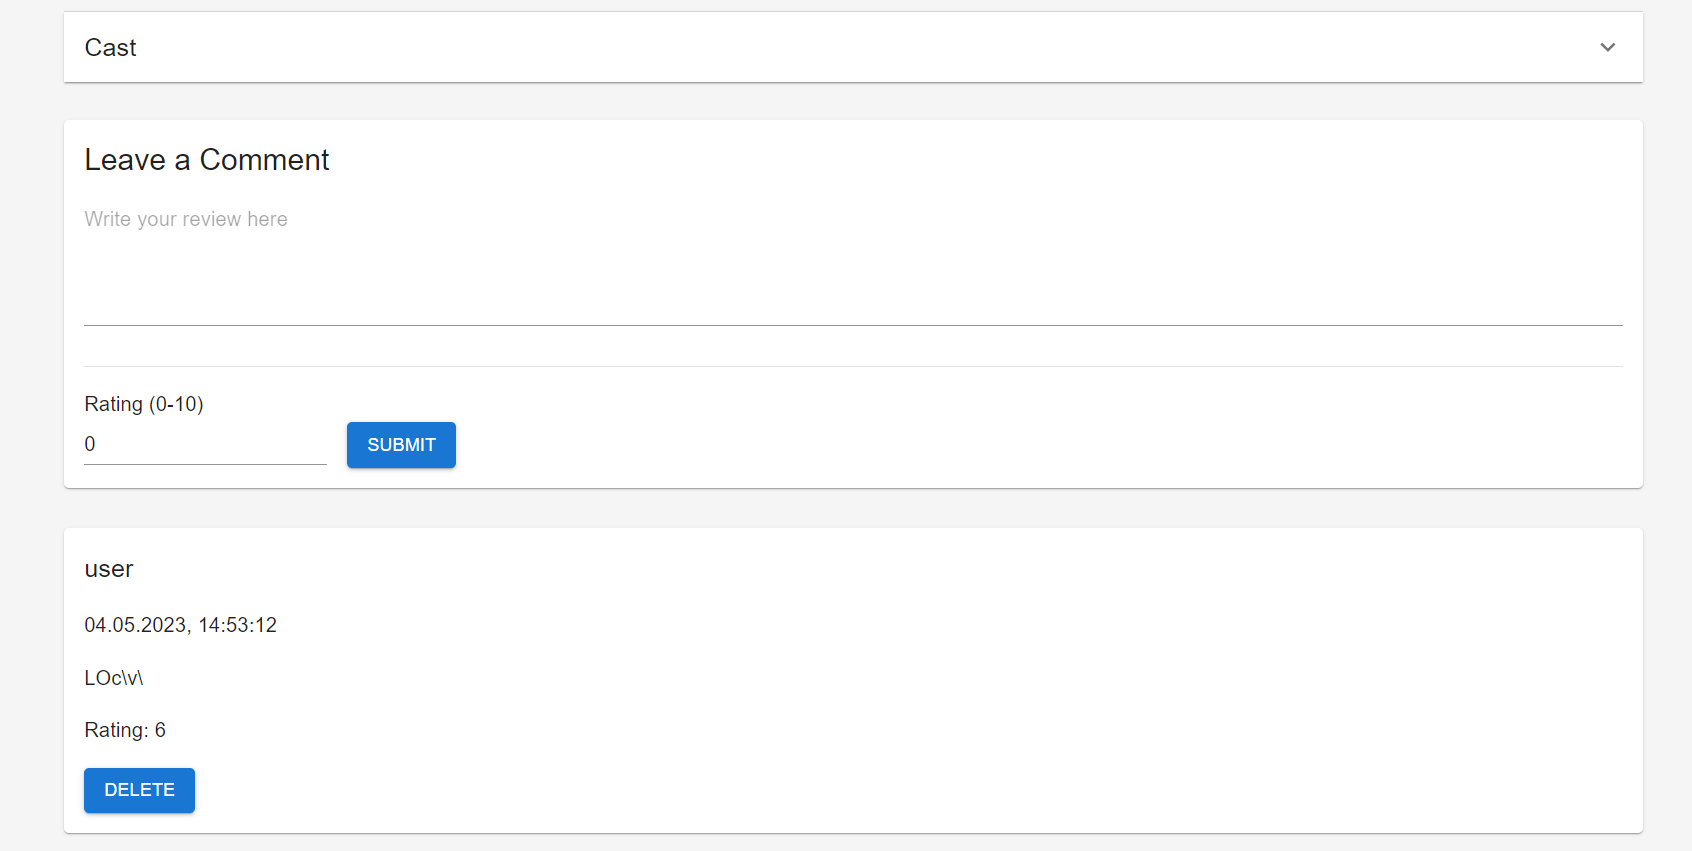 Cast
Leave a Comment
Write your review here
Rating (0-10)
0
SUBMIT
user
04.05.2023, 14:53:12
LOc\v\
Rating: 6
DELETE